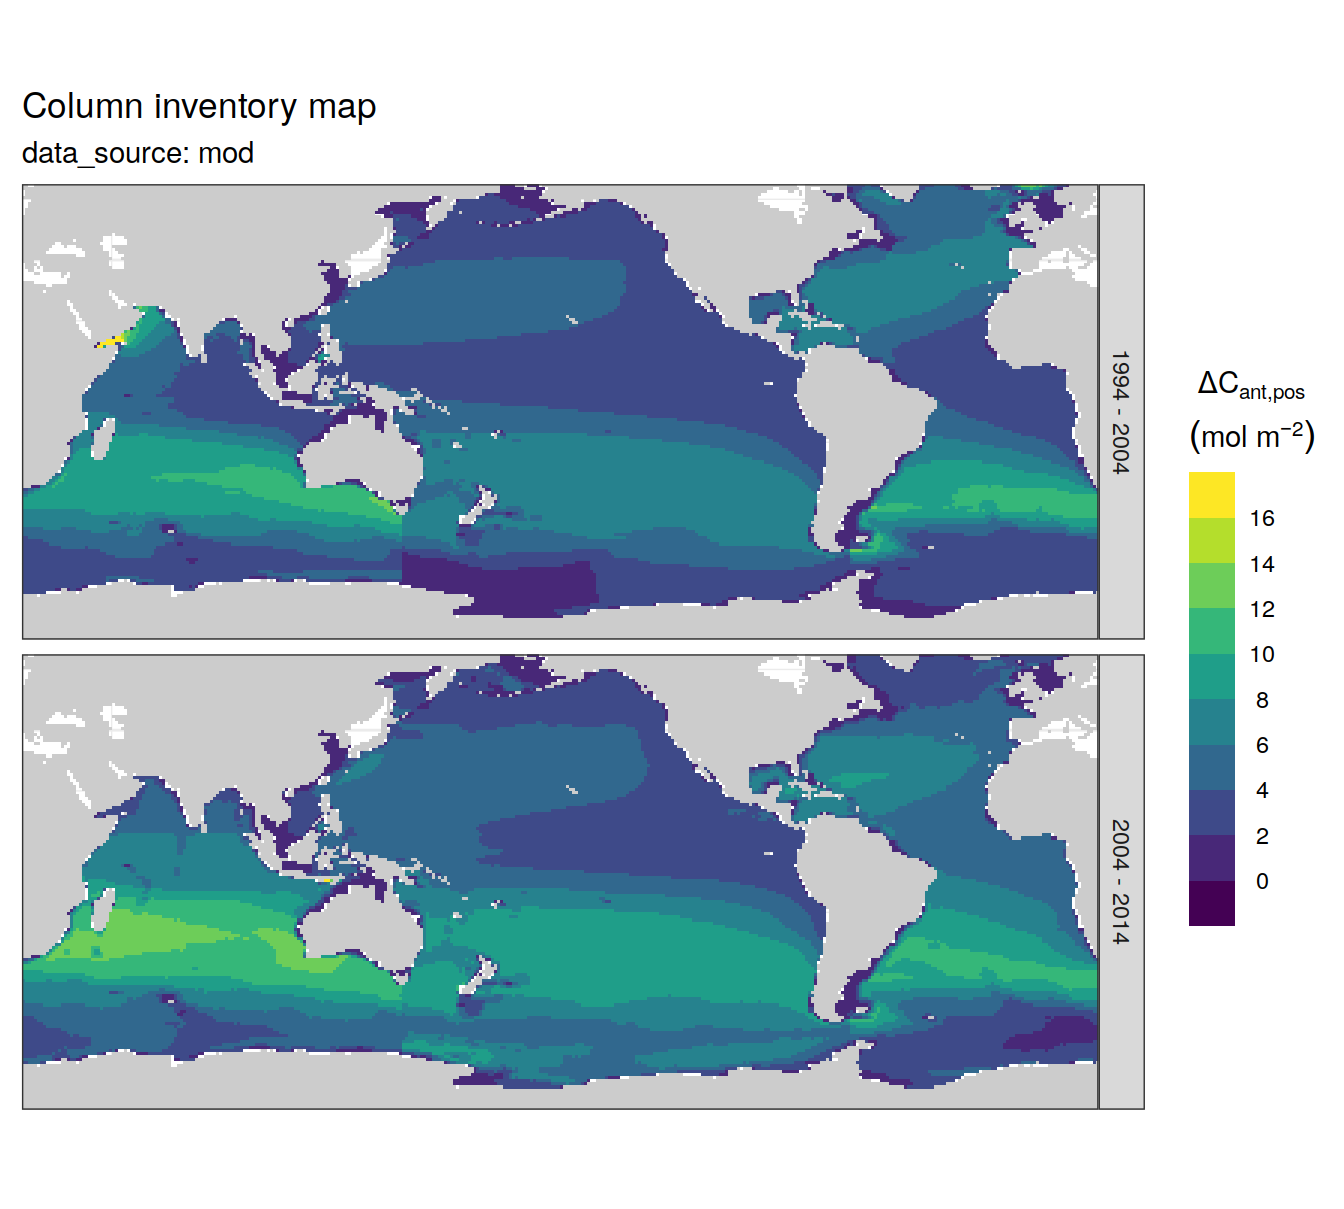 Column inventory map
data_source: mod
1994 - 2004
2004 - 2014
ΔC_ant,pos
(mol m⁻²)
16
14
12
10
8
6
4
2
0